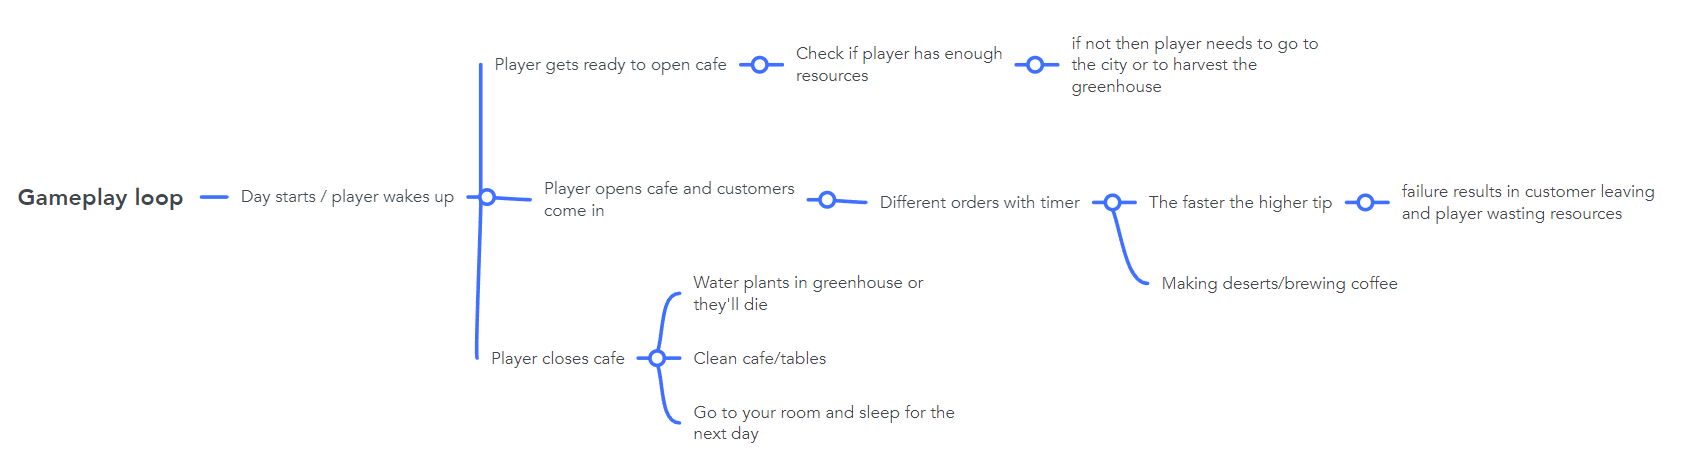 Gameplay loop
Day starts / player wakes up
Player gets ready to open cafe
Check if player has enough
resources
if not then player needs to go to
the city or to harvest the
greenhouse
Player opens cafe and customers
come in
Different orders with timer
The faster the higher tip
failure results in customer leaving
and player wasting resources
Making deserts/brewing coffee
Player closes cafe
Water plants in greenhouse or
they'll die
Clean cafe/tables
Go to your room and sleep for the
next day